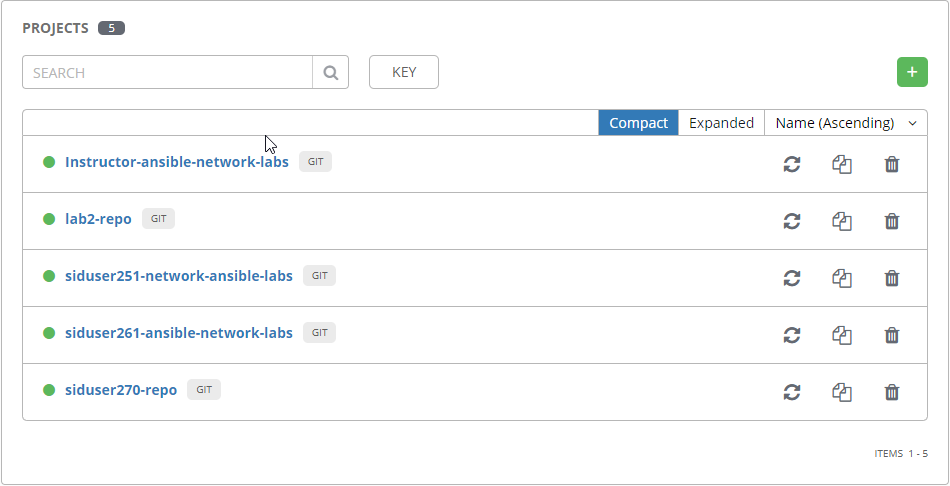 PROJECTS 5
SEARCH KEY +
Compact Expanded Name (Ascending)
Instructor-ansible-network-labs GIT
lab2-repo GIT
siduser251-network-ansible-labs GIT
siduser261-ansible-network-labs GIT
siduser270-repo GIT
ITEMS 1 - 5